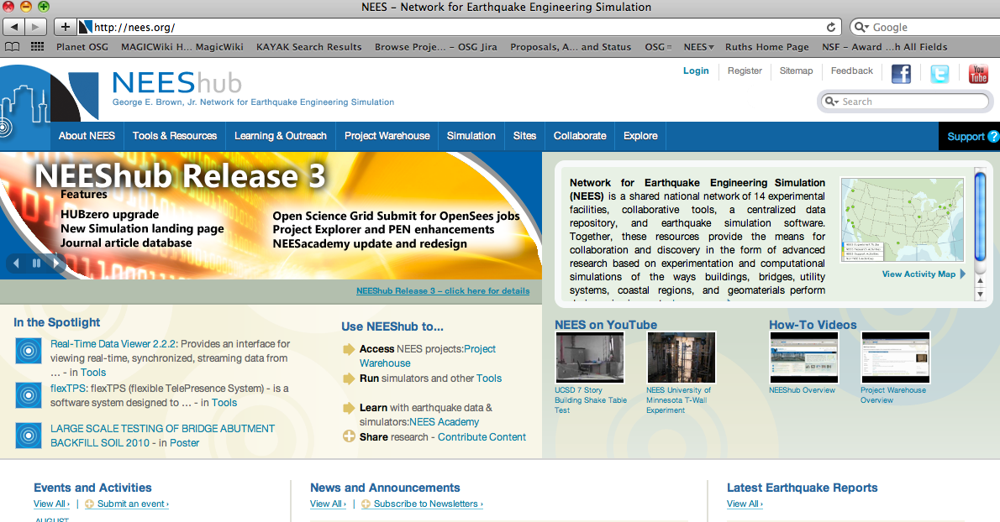 NEES – Network for Earthquake Engineering Simulation
http://nees.org/
Google
Planet OSG MAGICWiki H... MagicWiki KAYAK Search Results Browse Proje... – OSG Jira Proposals, A... and Status OSG NEES Ruths Home Page NSF – Award ...h All Fields
Login Register Sitemap Feedback
You
Tube
NEEShub
George E. Brown, Jr. Network for Earthquake Engineering Simulation
Search
About NEES Tools & Resources Learning & Outreach Project Warehouse Simulation Sites Collaborate Explore Support ?
NEEShub Release 3
Features
HUBzero upgrade
New Simulation landing page
Journal article database
Open Science Grid Submit for OpenSees jobs
Project Explorer and PEN enhancements
NEESacademy update and redesign
NEEShub Release 3 – click here for details
Network for Earthquake Engineering Simulation
(NEES) is a shared national network of 14 experimental
facilities, collaborative tools, a centralized data
repository, and earthquake simulation software.
Together, these resources provide the means for
collaboration and discovery in the form of advanced
research based on experimentation and computational
simulations of the ways buildings, bridges, utility
systems, coastal regions, and geomaterials perform
View Activity Map
In the Spotlight
Real-Time Data Viewer 2.2.2: Provides an interface for
viewing real-time, synchronized, streaming data from
... - in Tools
flexTPS: flexTPS (flexible TelePresence System) - is a
software system designed to ... - in Tools
LARGE SCALE TESTING OF BRIDGE ABUTMENT
BACKFILL SOIL 2010 - in Poster
Use NEEShub to...
Access NEES projects:Project
Warehouse
Run simulators and other Tools
Learn with earthquake data &
simulators:NEES Academy
Share research - Contribute Content
NEES on YouTube
UCSD 7 Story
Building Shake Table
Test
NEES University of
Minnesota T-Wall
Experiment
How-To Videos
NEEShub Overview
Project Warehouse
Overview
Events and Activities
View All › | Submit an event ›
AUGUST
News and Announcements
View All › | Subscribe to Newsletters ›
Latest Earthquake Reports
View All ›